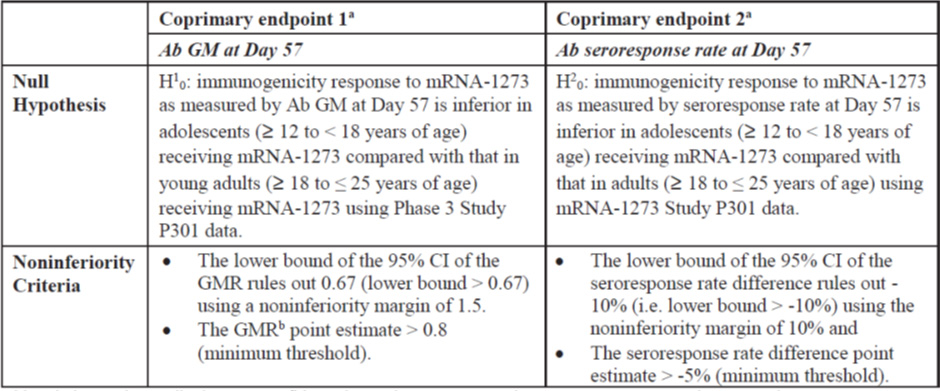 Coprimary endpoint 1ᵃ
Coprimary endpoint 2ᵃ
Ab GM at Day 57
Ab seroresponse rate at Day 57
Null
Hypothesis
H¹₀: immunogenicity response to mRNA-1273
as measured by Ab GM at Day 57 is inferior in
adolescents (≥ 12 to < 18 years of age)
receiving mRNA-1273 compared with that in
young adults (≥ 18 to ≤ 25 years of age)
receiving mRNA-1273 using Phase 3 Study
P301 data.
H²₀: immunogenicity response to mRNA-1273
as measured by seroresponse rate at Day 57 is
inferior in adolescents (≥ 12 to < 18 years of
age) receiving mRNA-1273 compared with
that in adults (≥ 18 to ≤ 25 years of age) using
mRNA-1273 Study P301 data.
Noninferiority
Criteria
• The lower bound of the 95% CI of the
GMR rules out 0.67 (lower bound > 0.67)
using a noninferiority margin of 1.5.
• The GMRᵇ point estimate > 0.8
(minimum threshold).
• The lower bound of the 95% CI of the
seroresponse rate difference rules out -
10% (i.e. lower bound > -10%) using the
noninferiority margin of 10% and
• The seroresponse rate difference point
estimate > -5% (minimum threshold).